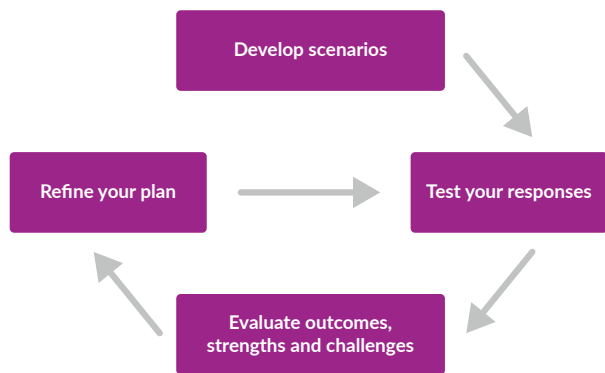 Develop scenarios
Refine your plan
Test your responses
Evaluate outcomes,
strengths and challenges